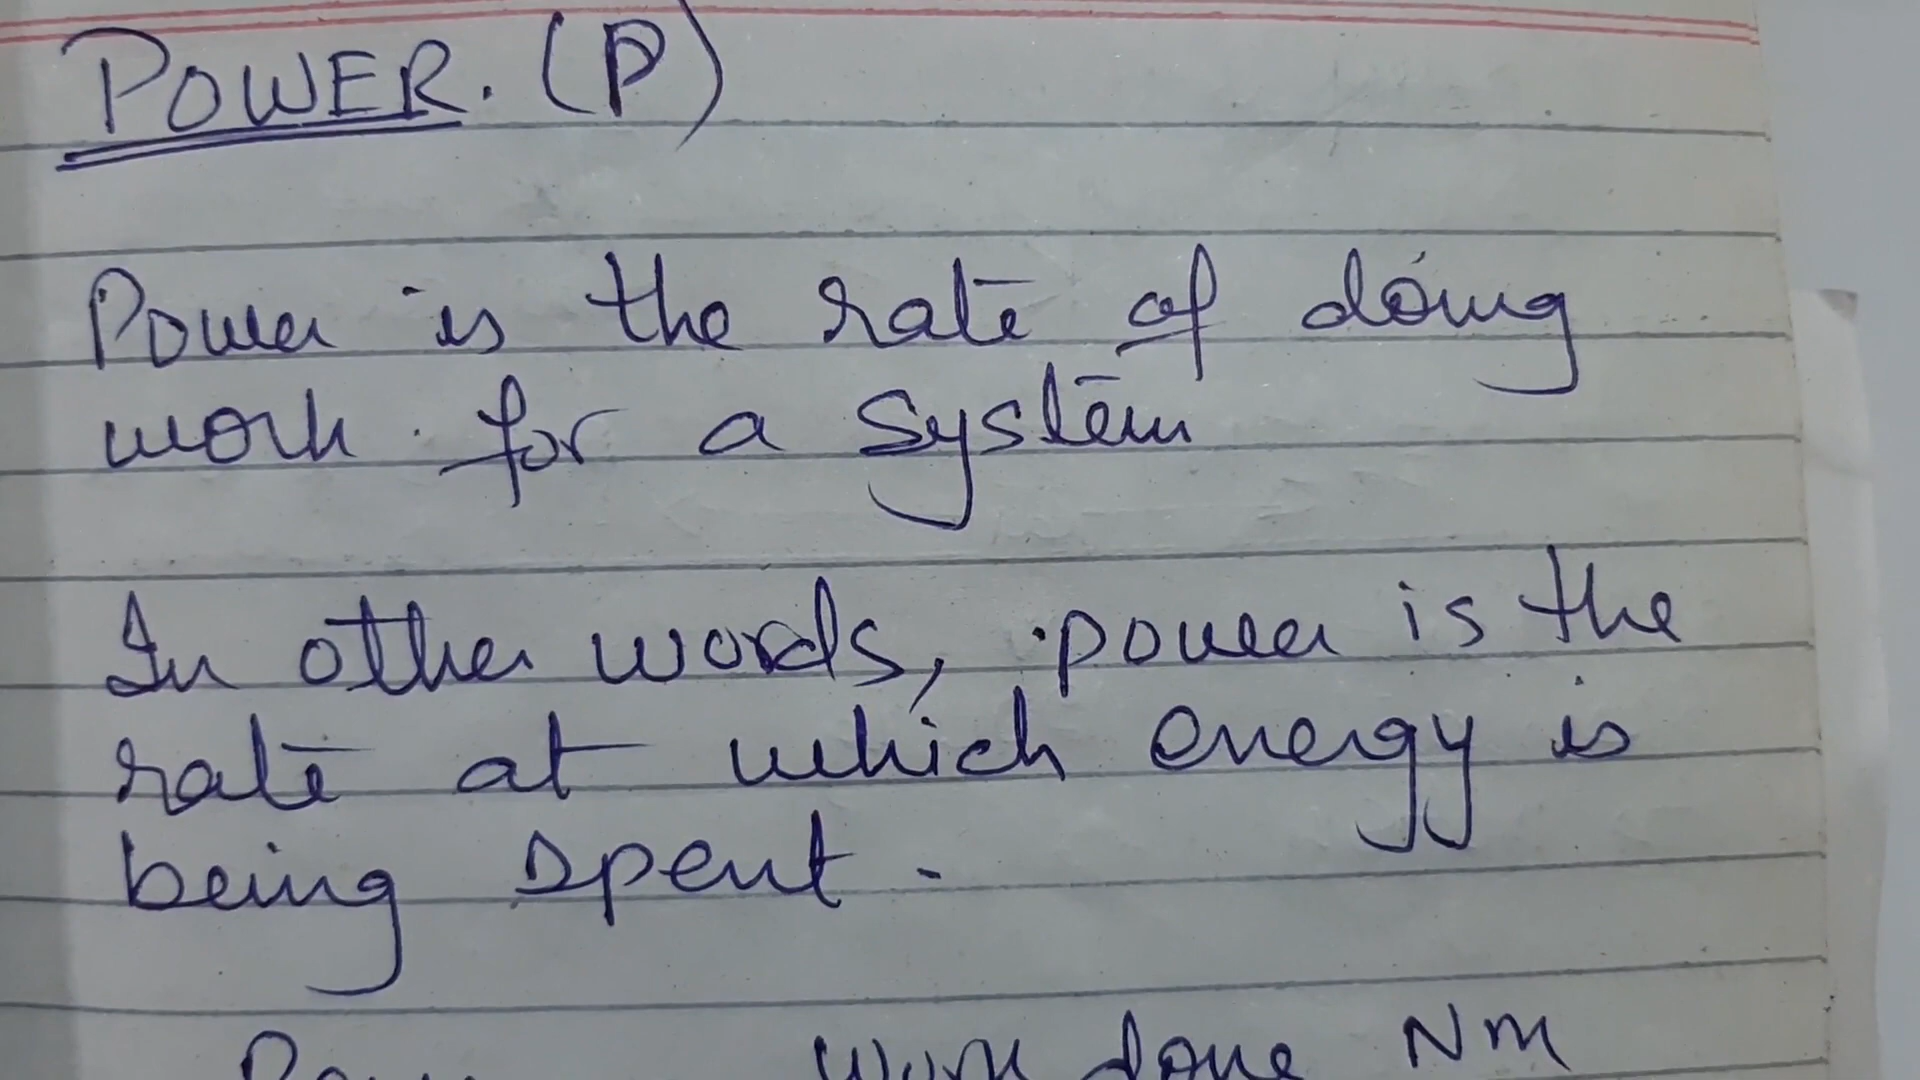 POWER. (P)
Power is the rate of doing
work for a system
In other words, power is the
rate at which energy is
being spent.
Work done Nm